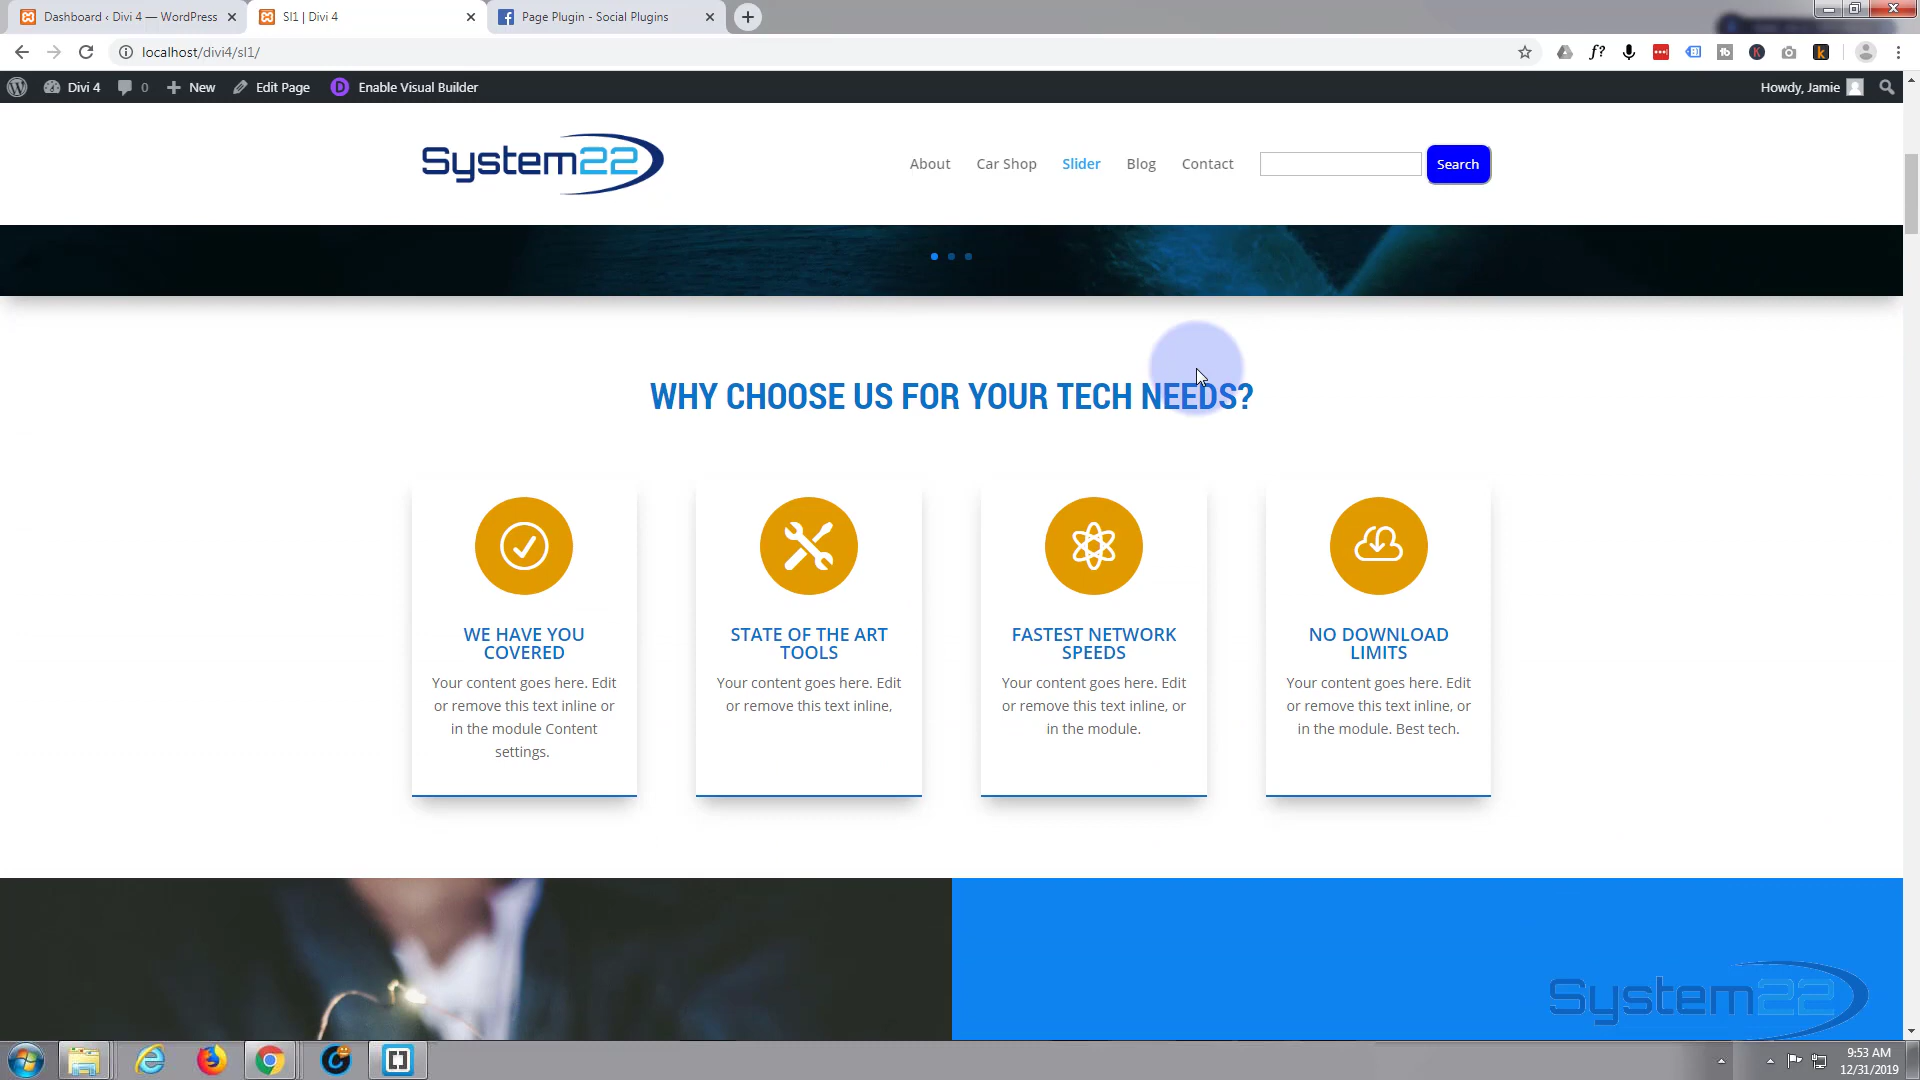 Dashboard ‹ Divi 4 — WordPress
Sl1 | Divi 4
Page Plugin - Social Plugins
localhost/divi4/sl1/
f?
Divi 4
0
New
Edit Page
Enable Visual Builder
Howdy, Jamie
System22
About
Car Shop
Slider
Blog
Contact
Search
WHY CHOOSE US FOR YOUR TECH NEEDS?
WE HAVE YOU
COVERED
Your content goes here. Edit
or remove this text inline or
in the module Content
settings.
STATE OF THE ART
TOOLS
Your content goes here. Edit
or remove this text inline,
FASTEST NETWORK
SPEEDS
Your content goes here. Edit
or remove this text inline, or
in the module.
NO DOWNLOAD
LIMITS
Your content goes here. Edit
or remove this text inline, or
in the module. Best tech.
System22
9:53 AM
12/31/2019